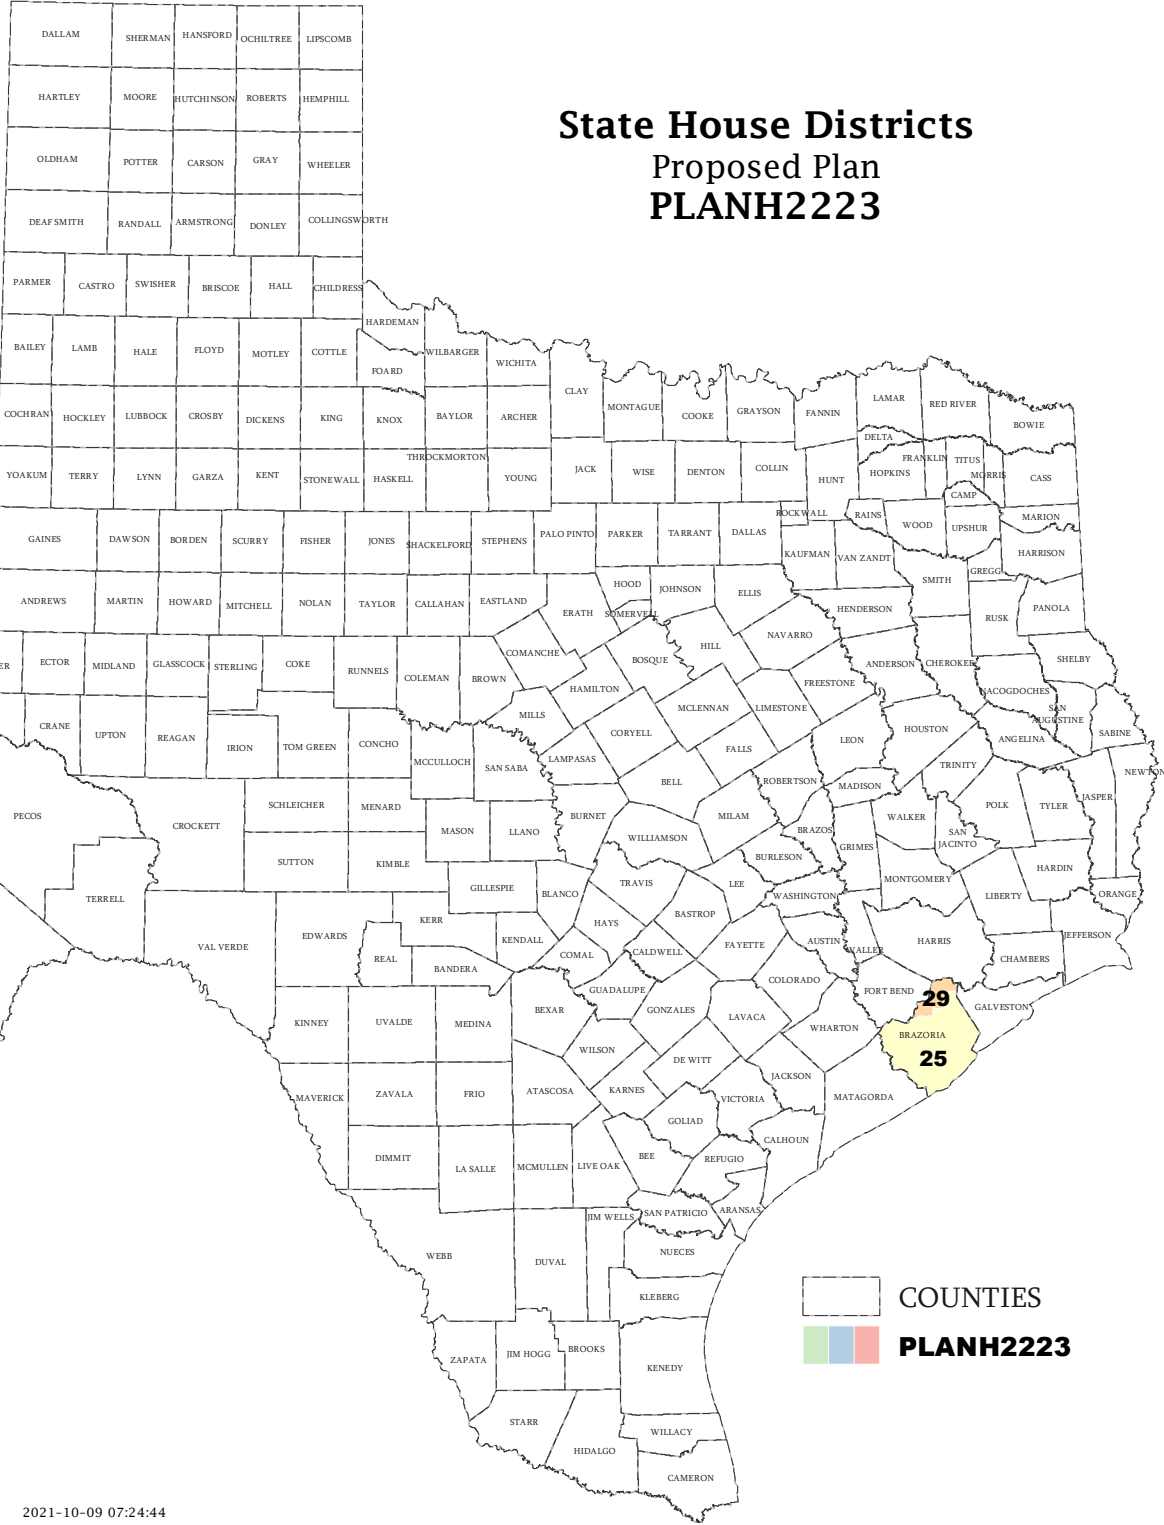 State House Districts
Proposed Plan
PLANH2223
DALLAM SHERMAN HANSFORD OCHILTREE LIPSCOMB
HARTLEY MOORE HUTCHINSON ROBERTS HEMPHILL
OLDHAM POTTER CARSON GRAY WHEELER
DEAF SMITH RANDALL ARMSTRONG DONLEY COLLINGSWORTH
PARMER CASTRO SWISHER BRISCOE HALL CHILDRESS
HARDEMAN
BAILEY LAMB HALE FLOYD MOTLEY COTTLE FOARD WILBARGER WICHITA
CLAY
COCHRAN HOCKLEY LUBBOCK CROSBY DICKENS KING KNOX BAYLOR ARCHER MONTAGUE COOKE GRAYSON FANNIN LAMAR RED RIVER BOWIE
DELTA
THROCKMORTON FRANKLIN TITUS
YOAKUM TERRY LYNN GARZA KENT STONEWALL HASKELL YOUNG JACK WISE DENTON COLLIN HUNT HOPKINS MORRIS CASS
CAMP
ROCKWALL RAINS WOOD UPSHUR MARION
GAINES DAWSON BORDEN SCURRY FISHER JONES SHACKELFORD STEPHENS PALO PINTO PARKER TARRANT DALLAS KAUFMAN VAN ZANDT HARRISON
GREGG
ANDREWS MARTIN HOWARD MITCHELL NOLAN TAYLOR CALLAHAN EASTLAND ERATH HOOD JOHNSON ELLIS SMITH
SOMERVELL HENDERSON RUSK PANOLA
NAVARRO
ER ECTOR MIDLAND GLASSCOCK STERLING COKE RUNNELS COLEMAN BROWN COMANCHE BOSQUE HILL ANDERSON CHEROKEE SHELBY
HAMILTON FREESTONE NACOGDOCHES
MILLS MCLENNAN LIMESTONE SAN
AUGUSTINE
CRANE UPTON REAGAN IRION TOM GREEN CONCHO CORYELL FALLS LEON HOUSTON ANGELINA SABINE
MCCULLOCH SAN SABA LAMPASAS TRINITY NEWTON
BELL ROBERTSON MADISON
PECOS CROCKETT SCHLEICHER MENARD BURNET MILAM WALKER POLK TYLER JASPER
MASON LLANO WILLIAMSON BRAZOS GRIMES SAN
JACINTO
SUTTON KIMBLE BURLESON MONTGOMERY HARDIN
TERRELL GILLESPIE BLANCO TRAVIS LEE WASHINGTON LIBERTY ORANGE
KERR HAYS BASTROP
VAL VERDE EDWARDS REAL BANDERA KENDALL COMAL CALDWELL FAYETTE AUSTIN WALLER HARRIS CHAMBERS JEFFERSON
GUADALUPE COLORADO FORT BEND 29 GALVESTON
KINNEY UVALDE MEDINA BEXAR GONZALES LAVACA WHARTON BRAZORIA
WILSON DE WITT 25
MAVERICK ZAVALA FRIO ATASCOSA KARNES JACKSON MATAGORDA
VICTORIA
GOLIAD
CALHOUN
DIMMIT LA SALLE MCMULLEN LIVE OAK BEE REFUGIO
JIM WELLS SAN PATRICIO ARANSAS
WEBB DUVAL NUECES
KLEBERG
ZAPATA JIM HOGG BROOKS KENEDY
STARR HIDALGO WILLACY
CAMERON
COUNTIES
PLANH2223
2021-10-09 07:24:44